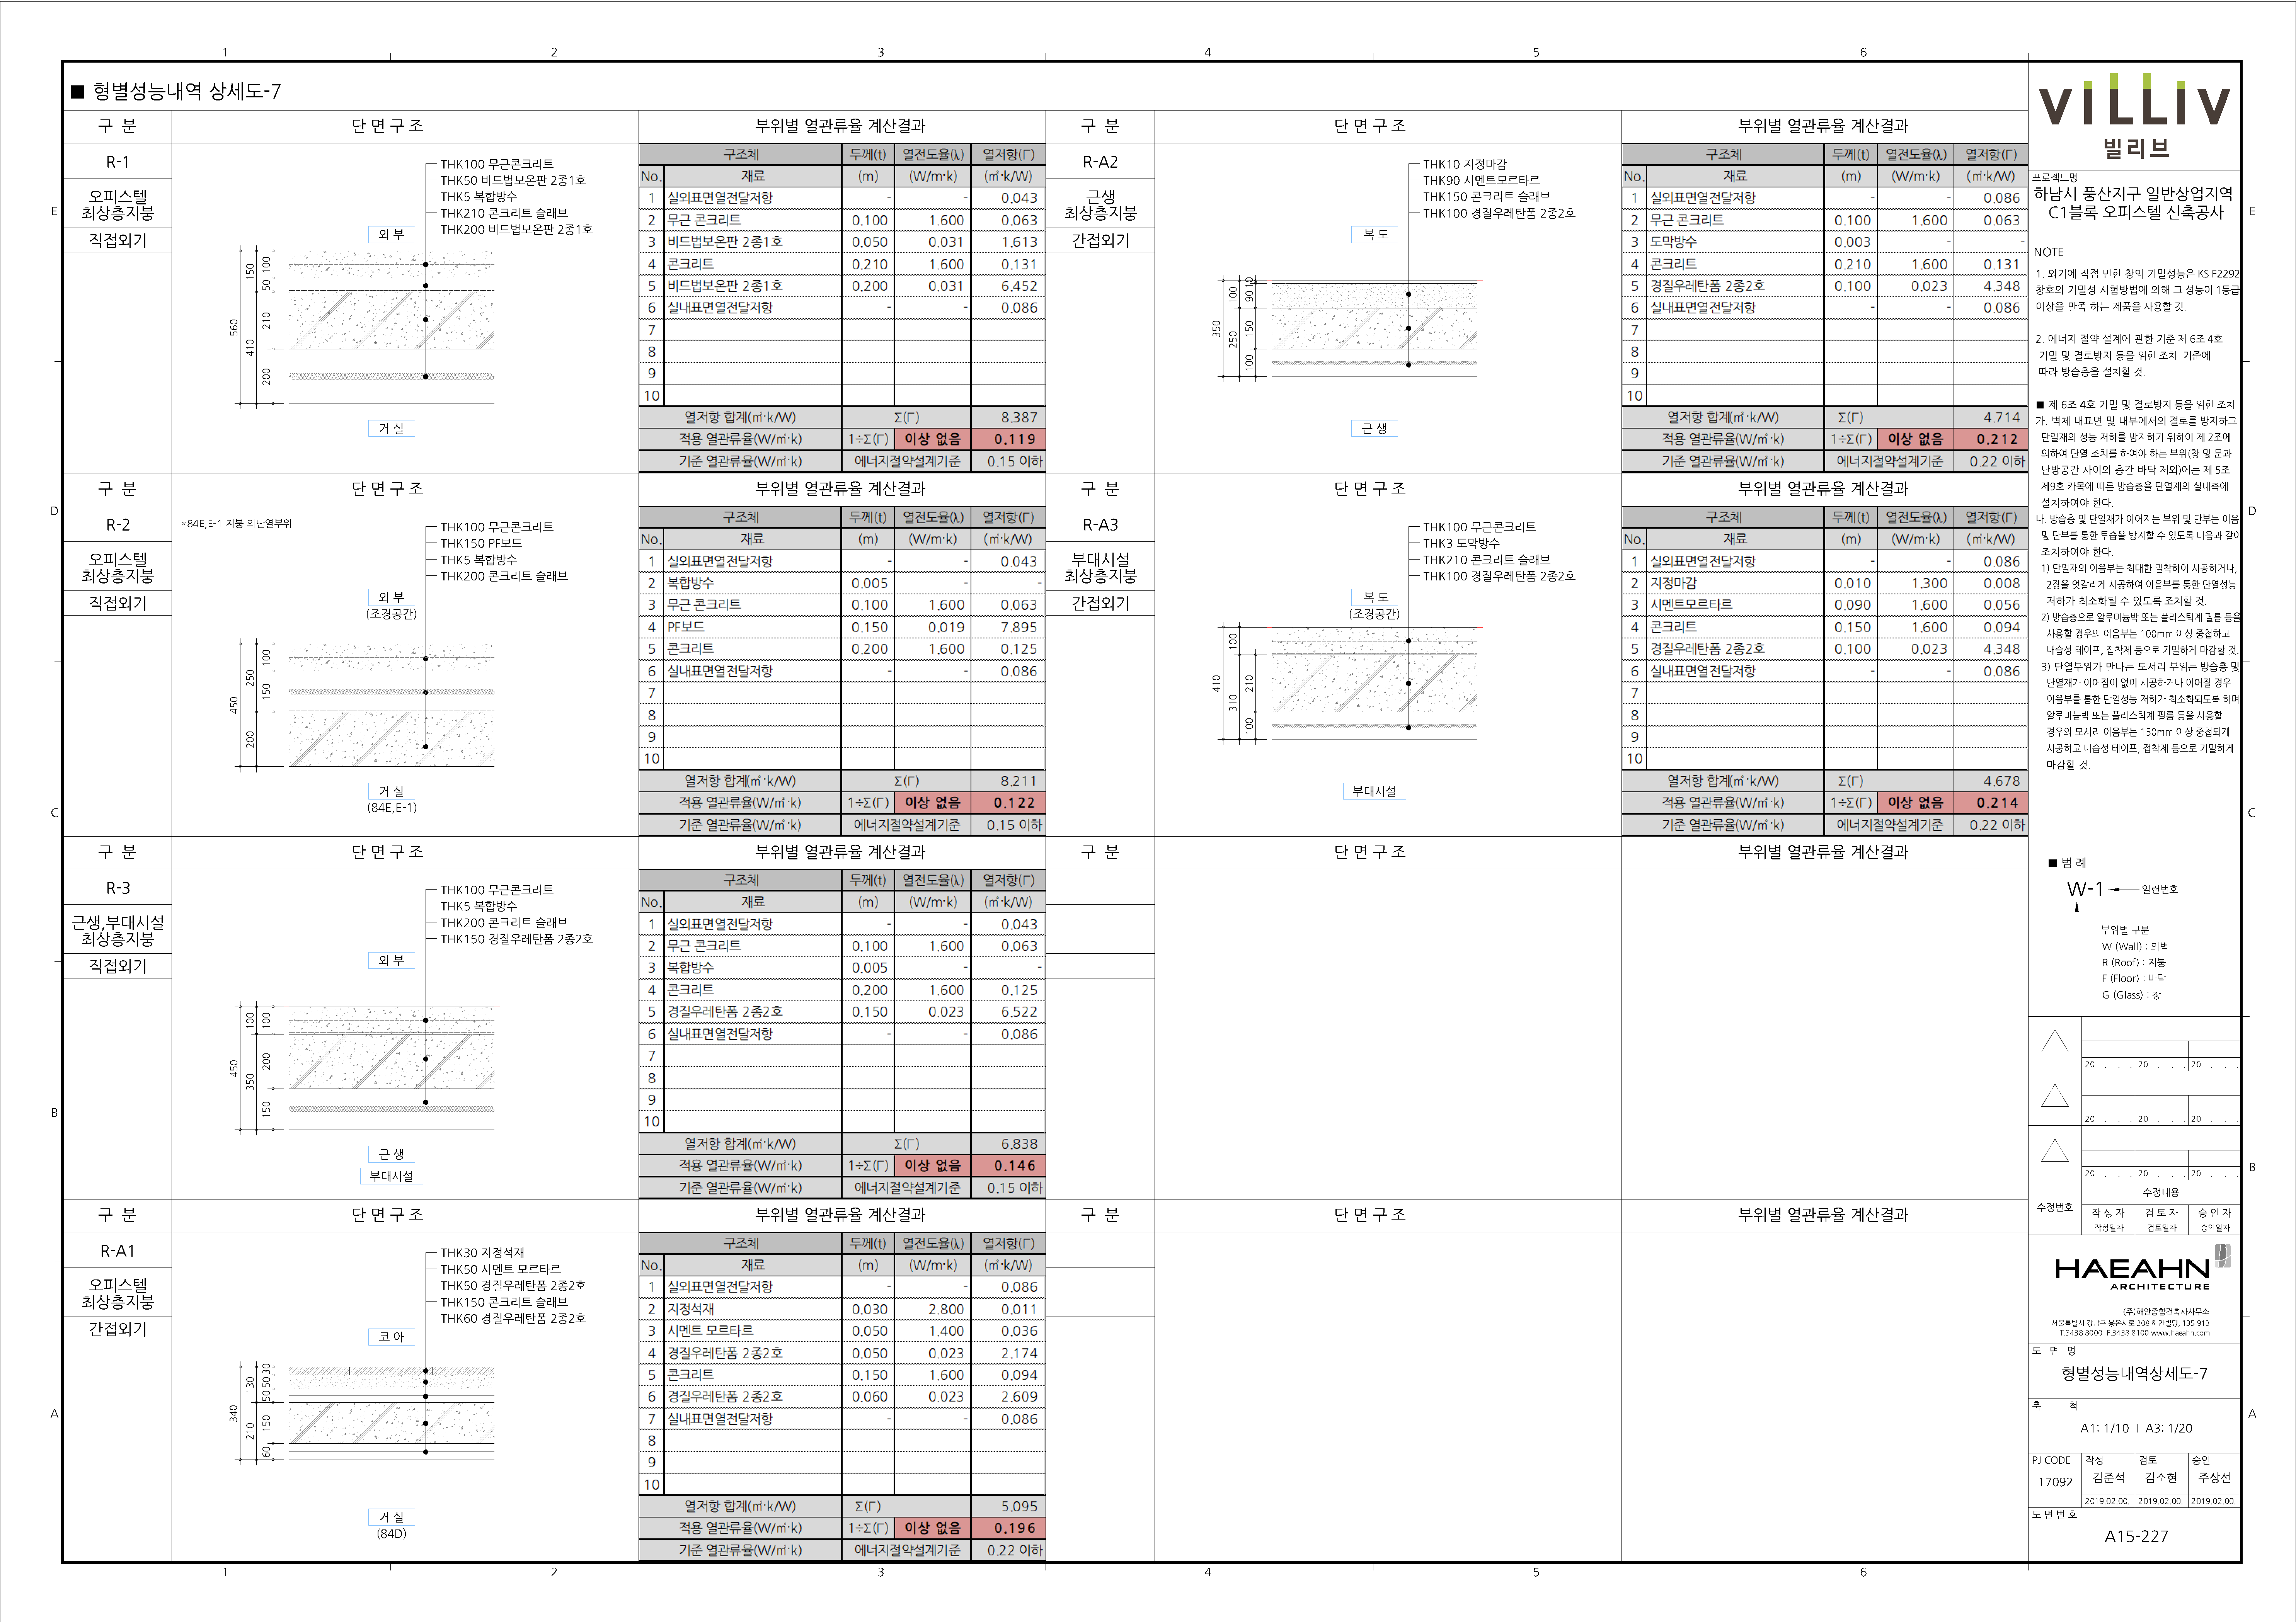 1 2 3 4 5 6
■ 형별성능내역 상세도-7
구 분 단 면 구 조 부위별 열관류율 계산결과
R-1
오피스텔
최상층지붕
직접외기
THK100 무근콘크리트
THK50 비드법보온판 2종1호
THK5 복합방수
THK210 콘크리트 슬래브
THK200 비드법보온판 2종1호
외 부
150 100
50
560 210
410
200
거 실
구조체 두께(t) 열전도율(λ) 열저항(Γ)
No. 재료 (m) (W/m·k) (㎡·k/W)
1 실외표면열전달저항 - - 0.043
2 무근 콘크리트 0.100 1.600 0.063
3 비드법보온판 2종1호 0.050 0.031 1.613
4 콘크리트 0.210 1.600 0.131
5 비드법보온판 2종1호 0.200 0.031 6.452
6 실내표면열전달저항 - - 0.086
7
8
9
10
열저항 합계(㎡·k/W) Σ(Γ) 8.387
적용 열관류율(W/㎡·k) 1÷Σ(Γ) 이상 없음 0.119
기준 열관류율(W/㎡·k) 에너지절약설계기준 0.15 이하
구 분 단 면 구 조 부위별 열관류율 계산결과
R-A2
근생
최상층지붕
간접외기
THK10 지정마감
THK90 시멘트모르타르
THK150 콘크리트 슬래브
THK100 경질우레탄폼 2종2호
복 도
100 90 10
350 250 150
100
근 생
구조체 두께(t) 열전도율(λ) 열저항(Γ)
No. 재료 (m) (W/m·k) (㎡·k/W)
1 실외표면열전달저항 - - 0.086
2 무근 콘크리트 0.100 1.600 0.063
3 도막방수 0.003 - -
4 콘크리트 0.210 1.600 0.131
5 경질우레탄폼 2종2호 0.100 0.023 4.348
6 실내표면열전달저항 - - 0.086
7
8
9
10
열저항 합계(㎡·k/W) Σ(Γ) 4.714
적용 열관류율(W/㎡·k) 1÷Σ(Γ) 이상 없음 0.212
기준 열관류율(W/㎡·k) 에너지절약설계기준 0.22 이하
구 분 단 면 구 조 부위별 열관류율 계산결과
R-2
오피스텔
최상층지붕
직접외기
*84E,E-1 지붕 외단열부위
THK100 무근콘크리트
THK150 PF보드
THK5 복합방수
THK200 콘크리트 슬래브
외 부
(조경공간)
250 100
450 150
200
거 실
(84E,E-1)
구조체 두께(t) 열전도율(λ) 열저항(Γ)
No. 재료 (m) (W/m·k) (㎡·k/W)
1 실외표면열전달저항 - - 0.043
2 복합방수 0.005 - -
3 무근 콘크리트 0.100 1.600 0.063
4 PF보드 0.150 0.019 7.895
5 콘크리트 0.200 1.600 0.125
6 실내표면열전달저항 - - 0.086
7
8
9
10
열저항 합계(㎡·k/W) Σ(Γ) 8.211
적용 열관류율(W/㎡·k) 1÷Σ(Γ) 이상 없음 0.122
기준 열관류율(W/㎡·k) 에너지절약설계기준 0.15 이하
구 분 단 면 구 조 부위별 열관류율 계산결과
R-A3
부대시설
최상층지붕
간접외기
THK100 무근콘크리트
THK3 도막방수
THK210 콘크리트 슬래브
THK100 경질우레탄폼 2종2호
복 도
(조경공간)
100
410 310 210
100
부대시설
구조체 두께(t) 열전도율(λ) 열저항(Γ)
No. 재료 (m) (W/m·k) (㎡·k/W)
1 실외표면열전달저항 - - 0.086
2 지정마감 0.010 1.300 0.008
3 시멘트모르타르 0.090 1.600 0.056
4 콘크리트 0.150 1.600 0.094
5 경질우레탄폼 2종2호 0.100 0.023 4.348
6 실내표면열전달저항 - - 0.086
7
8
9
10
열저항 합계(㎡·k/W) Σ(Γ) 4.678
적용 열관류율(W/㎡·k) 1÷Σ(Γ) 이상 없음 0.214
기준 열관류율(W/㎡·k) 에너지절약설계기준 0.22 이하
구 분 단 면 구 조 부위별 열관류율 계산결과
R-3
근생,부대시설
최상층지붕
직접외기
THK100 무근콘크리트
THK5 복합방수
THK200 콘크리트 슬래브
THK150 경질우레탄폼 2종2호
외 부
100 100
450 350 200
150
근 생
부대시설
구조체 두께(t) 열전도율(λ) 열저항(Γ)
No. 재료 (m) (W/m·k) (㎡·k/W)
1 실외표면열전달저항 - - 0.043
2 무근 콘크리트 0.100 1.600 0.063
3 복합방수 0.005 - -
4 콘크리트 0.200 1.600 0.125
5 경질우레탄폼 2종2호 0.150 0.023 6.522
6 실내표면열전달저항 - - 0.086
7
8
9
10
열저항 합계(㎡·k/W) Σ(Γ) 6.838
적용 열관류율(W/㎡·k) 1÷Σ(Γ) 이상 없음 0.146
기준 열관류율(W/㎡·k) 에너지절약설계기준 0.15 이하
구 분 단 면 구 조 부위별 열관류율 계산결과
구 분 단 면 구 조 부위별 열관류율 계산결과
R-A1
오피스텔
최상층지붕
간접외기
THK30 지정석재
THK50 시멘트 모르타르
THK50 경질우레탄폼 2종2호
THK150 콘크리트 슬래브
THK60 경질우레탄폼 2종2호
코 아
130 50,50,30
340 210 150
60
거 실
(84D)
구조체 두께(t) 열전도율(λ) 열저항(Γ)
No. 재료 (m) (W/m·k) (㎡·k/W)
1 실외표면열전달저항 - - 0.086
2 지정석재 0.030 2.800 0.011
3 시멘트 모르타르 0.050 1.400 0.036
4 경질우레탄폼 2종2호 0.050 0.023 2.174
5 콘크리트 0.150 1.600 0.094
6 경질우레탄폼 2종2호 0.060 0.023 2.609
7 실내표면열전달저항 - - 0.086
8
9
10
열저항 합계(㎡·k/W) Σ(Γ) 5.095
적용 열관류율(W/㎡·k) 1÷Σ(Γ) 이상 없음 0.196
기준 열관류율(W/㎡·k) 에너지절약설계기준 0.22 이하
구 분 단 면 구 조 부위별 열관류율 계산결과
E
D
C
B
A
1 2 3 4 5 6
E
D
C
B
A
VILLIV
빌리브
프로젝트명
하남시 풍산지구 일반상업지역
C1블록 오피스텔 신축공사
NOTE
1. 외기에 직접 면한 창의 기밀성능은 KS F2292
창호의 기밀성 시험방법에 의해 그 성능이 1등급
이상을 만족 하는 제품을 사용할 것.
2. 에너지 절약 설계에 관한 기준 제 6조 4호
기밀 및 결로방지 등을 위한 조치 기준에
따라 방습층을 설치할 것.
■ 제 6조 4호 기밀 및 결로방지 등을 위한 조치
가. 벽체 내표면 및 내부에서의 결로를 방지하고
단열재의 성능 저하를 방지하기 위하여 제 2조에
의하여 단열 조치를 하여야 하는 부위(창 및 문과
난방공간 사이의 층간 바닥 제외)에는 제 5조
제9호 카목에 따른 방습층을 단열재의 실내측에
설치하여야 한다.
나. 방습층 및 단열재가 이어지는 부위 및 단부는 이음
및 단부를 통한 투습을 방지할 수 있도록 다음과 같이
조치하여야 한다.
1) 단열재의 이음부는 최대한 밀착하여 시공하거나,
2장을 엇갈리게 시공하여 이음부를 통한 단열성능
저하가 최소화될 수 있도록 조치할 것.
2) 방습층으로 알루미늄박 또는 플라스틱계 필름 등을
사용할 경우의 이음부는 100mm 이상 중첩하고
내습성 테이프, 접착제 등으로 기밀하게 마감할 것.
3) 단열부위가 만나는 모서리 부위는 방습층 및
단열재가 이어짐이 없이 시공하거나 이어질 경우
이음부를 통한 단열성능 저하가 최소화되도록 하며
알루미늄박 또는 플리스틱계 필름 등을 사용할
경우의 모서리 이음부는 150mm 이상 중첩되게
시공하고 내습성 테이프, 접착제 등으로 기밀하게
마감할 것.
■ 범 례
W-1 일련번호
부위별 구분
W (Wall) : 외벽
R (Roof) : 지붕
F (Floor) : 바닥
G (Glass) : 창
20 . . . 20 . . . 20 . . .
20 . . . 20 . . . 20 . . .
20 . . . 20 . . . 20 . . .
수정번호 수정내용
작 성 자 검 토 자 승 인 자
작성일자 검토일자 승인일자
HAEAHN
ARCHITECTURE
(주)해안종합건축사사무소
서울특별시 강남구 봉은사로 208 해안빌딩, 135-913
T.3438 8000 F.3438 8100 www.haeahn.com
도 면 명
형별성능내역상세도-7
축 척
A1: 1/10 I A3: 1/20
PJ CODE 작성 검토 승인
17092 김준석 김소현 주상선
2019.02.00. 2019.02.00. 2019.02.00.
도 면 번 호
A15-227